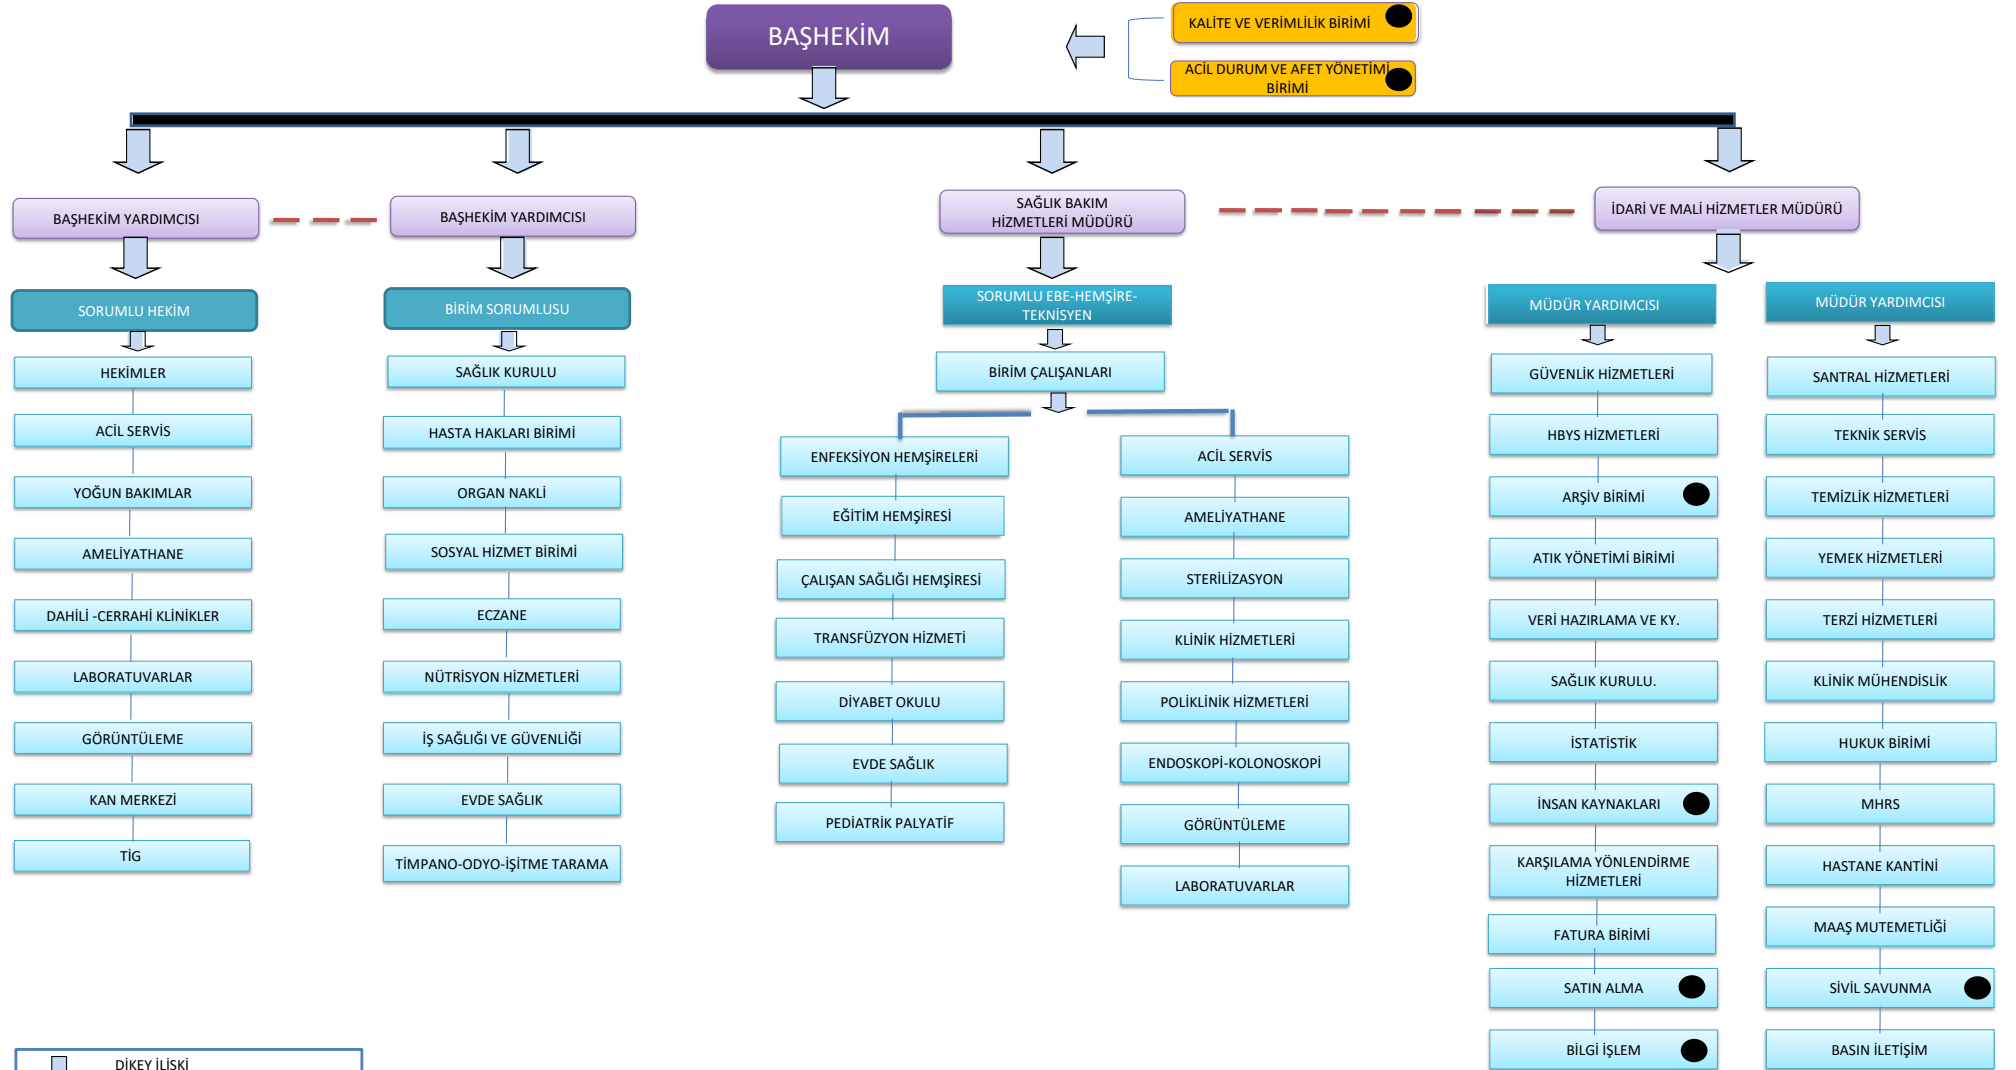 BAŞHEKİM
KALİTE VE VERİMLİLİK BİRİMİ
ACİL DURUM VE AFET YÖNETİMİ
BİRİMİ
BAŞHEKİM YARDIMCISI
BAŞHEKİM YARDIMCISI
SAĞLIK BAKIM
HİZMETLERİ MÜDÜRÜ
İDARİ VE MALİ HİZMETLER MÜDÜRÜ
SORUMLU HEKİM
HEKİMLER
ACİL SERVİS
YOĞUN BAKIMLAR
AMELİYATHANE
DAHİLİ -CERRAHİ KLİNİKLER
LABORATUVARLAR
GÖRÜNTÜLEME
KAN MERKEZİ
TİG
BİRİM SORUMLUSU
SAĞLIK KURULU
HASTA HAKLARI BİRİMİ
ORGAN NAKLİ
SOSYAL HİZMET BİRİMİ
ECZANE
NÜTRİSYON HİZMETLERİ
İŞ SAĞLIĞI VE GÜVENLİĞİ
EVDE SAĞLIK
TİMPANO-ODYO-İŞİTME TARAMA
SORUMLU EBE-HEMŞİRE-
TEKNİSYEN
BİRİM ÇALIŞANLARI
ENFEKSİYON HEMŞİRELERİ
EĞİTİM HEMŞİRESİ
ÇALIŞAN SAĞLIĞI HEMŞİRESİ
TRANSFÜZYON HİZMETİ
DİYABET OKULU
EVDE SAĞLIK
PEDİATRİK PALYATİF
ACİL SERVİS
AMELİYATHANE
STERİLİZASYON
KLİNİK HİZMETLERİ
POLİKLİNİK HİZMETLERİ
ENDOSKOPİ-KOLONOSKOPİ
GÖRÜNTÜLEME
LABORATUVARLAR
MÜDÜR YARDIMCISI
GÜVENLİK HİZMETLERİ
HBYS HİZMETLERİ
ARŞİV BİRİMİ
ATIK YÖNETİMİ BİRİMİ
VERİ HAZIRLAMA VE KY.
SAĞLIK KURULU.
İSTATİSTİK
İNSAN KAYNAKLARI
KARŞILAMA YÖNLENDİRME
HİZMETLERİ
FATURA BİRİMİ
SATIN ALMA
BİLGİ İŞLEM
MÜDÜR YARDIMCISI
SANTRAL HİZMETLERİ
TEKNİK SERVİS
TEMİZLİK HİZMETLERİ
YEMEK HİZMETLERİ
TERZİ HİZMETLERİ
KLİNİK MÜHENDİSLİK
HUKUK BİRİMİ
MHRS
HASTANE KANTİNİ
MAAŞ MUTEMETLİĞİ
SİVİL SAVUNMA
BASIN İLETİŞİM
DİKEY İLİŞKİ